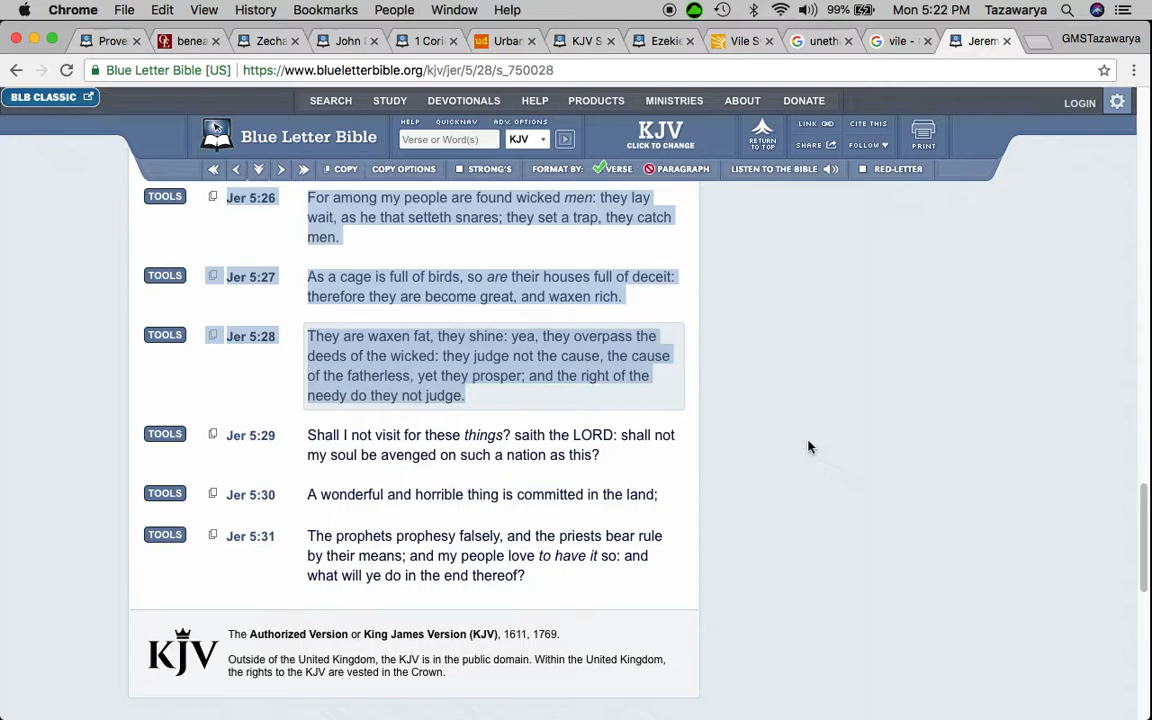 Chrome File Edit View History Bookmarks People Window Help 99% Mon 5:22 PM Tazawarya
Prove benea Zecha John 1 Cori Urban KJV S Ezekie Vile Sy uneth vile - Jerem GMSTazawarya
Blue Letter Bible [US] https://www.blueletterbible.org/kjv/jer/5/28/s_750028
BLB CLASSIC SEARCH STUDY DEVOTIONALS HELP PRODUCTS MINISTRIES ABOUT DONATE LOGIN
HELP QUICKNAV ADV. OPTIONS
Blue Letter Bible Verse or Word(s) KJV
KJV
CLICK TO CHANGE
RETURN
TO TOP
LINK CITE THIS
SHARE FOLLOW
PRINT
COPY COPY OPTIONS STRONG'S FORMAT BY: VERSE PARAGRAPH LISTEN TO THE BIBLE RED-LETTER
TOOLS Jer 5:26 For among my people are found wicked men: they lay
wait, as he that setteth snares; they set a trap, they catch
men.
TOOLS Jer 5:27 As a cage is full of birds, so are their houses full of deceit:
therefore they are become great, and waxen rich.
TOOLS Jer 5:28 They are waxen fat, they shine: yea, they overpass the
deeds of the wicked: they judge not the cause, the cause
of the fatherless, yet they prosper; and the right of the
needy do they not judge.
TOOLS Jer 5:29 Shall I not visit for these things? saith the LORD: shall not
my soul be avenged on such a nation as this?
TOOLS Jer 5:30 A wonderful and horrible thing is committed in the land;
TOOLS Jer 5:31 The prophets prophesy falsely, and the priests bear rule
by their means; and my people love to have it so: and
what will ye do in the end thereof?
KJV
The Authorized Version or King James Version (KJV), 1611, 1769.
Outside of the United Kingdom, the KJV is in the public domain. Within the United Kingdom,
the rights to the KJV are vested in the Crown.